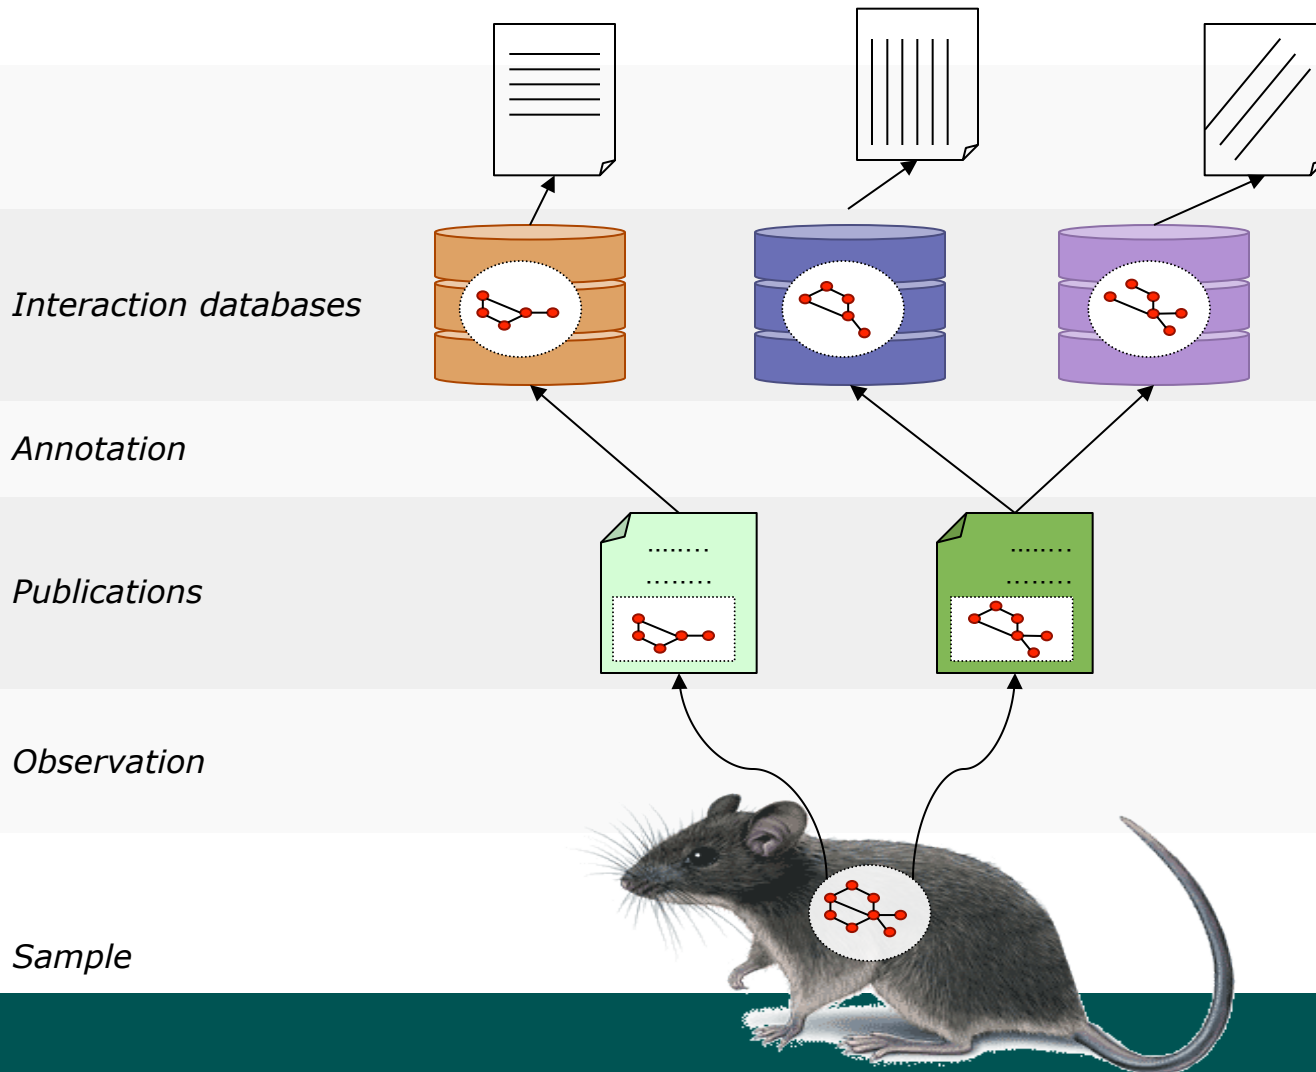 Interaction databases
Annotation
Publications
Observation
Sample